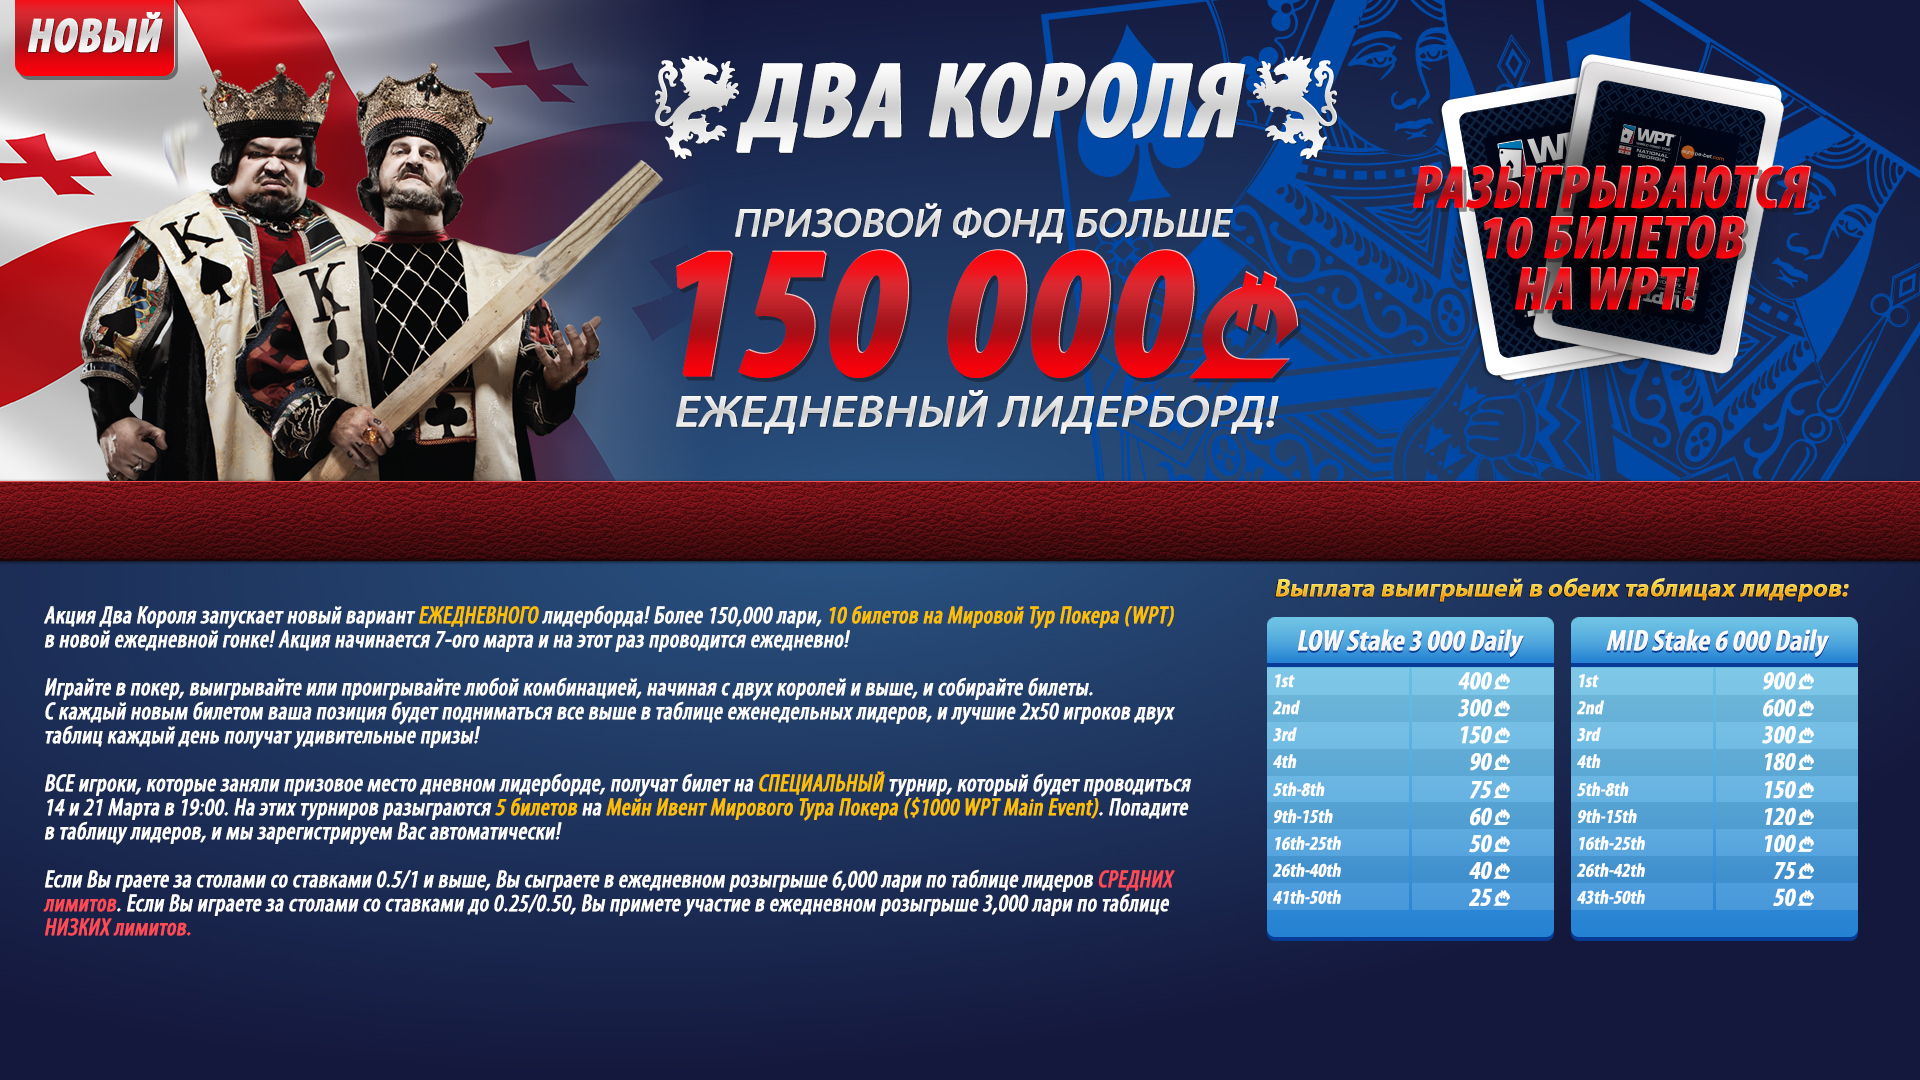 НОВЫЙ
ДВА КОРОЛЯ
ПРИЗОВОЙ ФОНД БОЛЬШЕ
150 000₾
ЕЖЕДНЕВНЫЙ ЛИДЕРБОРД!
K
K
WPT
NATIONAL
GEORGIA
РАЗЫГРЫВАЮТСЯ
10 БИЛЕТОВ
НА WPT!
Акция Два Короля запускает новый вариант ЕЖЕДНЕВНОГО лидерборда! Более 150,000 лари, 10 билетов на Мировой Тур Покера (WPT)
в новой ежедневной гонке! Акция начинается 7-ого марта и на этот раз проводится ежедневно!
Играйте в покер, выигрывайте или проигрывайте любой комбинацией, начиная с двух королей и выше, и собирайте билеты.
С каждый новым билетом ваша позиция будет подниматься все выше в таблице еженедельных лидеров, и лучшие 2x50 игроков двух
таблиц каждый день получат удивительные призы!
ВСЕ игроки, которые заняли призовое место дневном лидерборде, получат билет на СПЕЦИАЛЬНЫЙ турнир, который будет проводиться
14 и 21 Марта в 19:00. На этих турниров разыграются 5 билетов на Мейн Ивент Мирового Тура Покера ($1000 WPT Main Event). Попадите
в таблицу лидеров, и мы зарегистрируем Вас автоматически!
Если Вы граете за столами со ставками 0.5/1 и выше, Вы сыграете в ежедневном розыгрыше 6,000 лари по таблице лидеров СРЕДНИХ
лимитов. Если Вы играете за столами со ставками до 0.25/0.50, Вы примете участие в ежедневном розыгрыше 3,000 лари по таблице
НИЗКИХ лимитов.
Выплата выигрышей в обеих таблицах лидеров:
LOW Stake 3 000 Daily
1st 400₾
2nd 300₾
3rd 150₾
4th 90₾
5th-8th 75₾
9th-15th 60₾
16th-25th 50₾
26th-40th 40₾
41th-50th 25₾
MID Stake 6 000 Daily
1st 900₾
2nd 600₾
3rd 300₾
4th 180₾
5th-8th 150₾
9th-15th 120₾
16th-25th 100₾
26th-42th 75₾
43th-50th 50₾